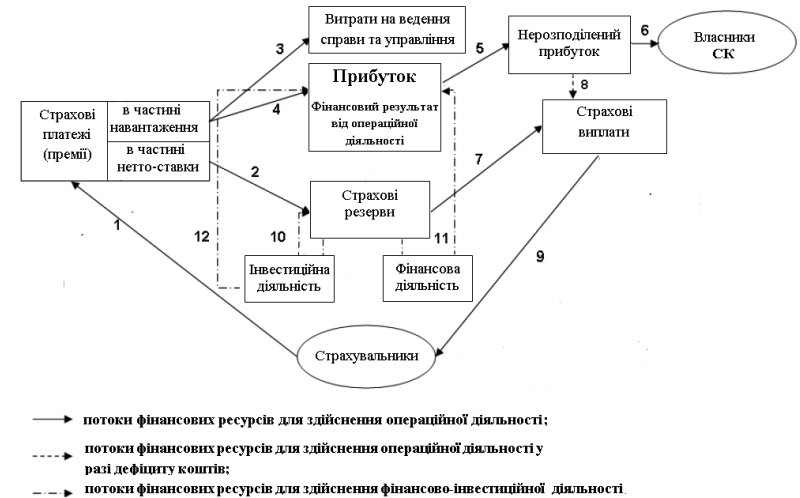 Витрати на ведення
справи та управління
3
5
Нерозподілений
прибуток
6
Власники
СК
Прибуток
Фінансовий результат
від операційної
діяльності
4
8
Страхові
платежі
(премії)
в частині
навантаження
в частині
нетто-ставки
Страхові
виплати
2
7
Страхові
резерви
1
12
10
11
9
Інвестиційна
діяльність
Фінансова
діяльність
Страхувальники
потоки фінансових ресурсів для здійснення операційної діяльності;
потоки фінансових ресурсів для здійснення операційної діяльності у
разі дефіциту коштів;
потоки фінансових ресурсів для здійснення фінансово-інвестиційної діяльності